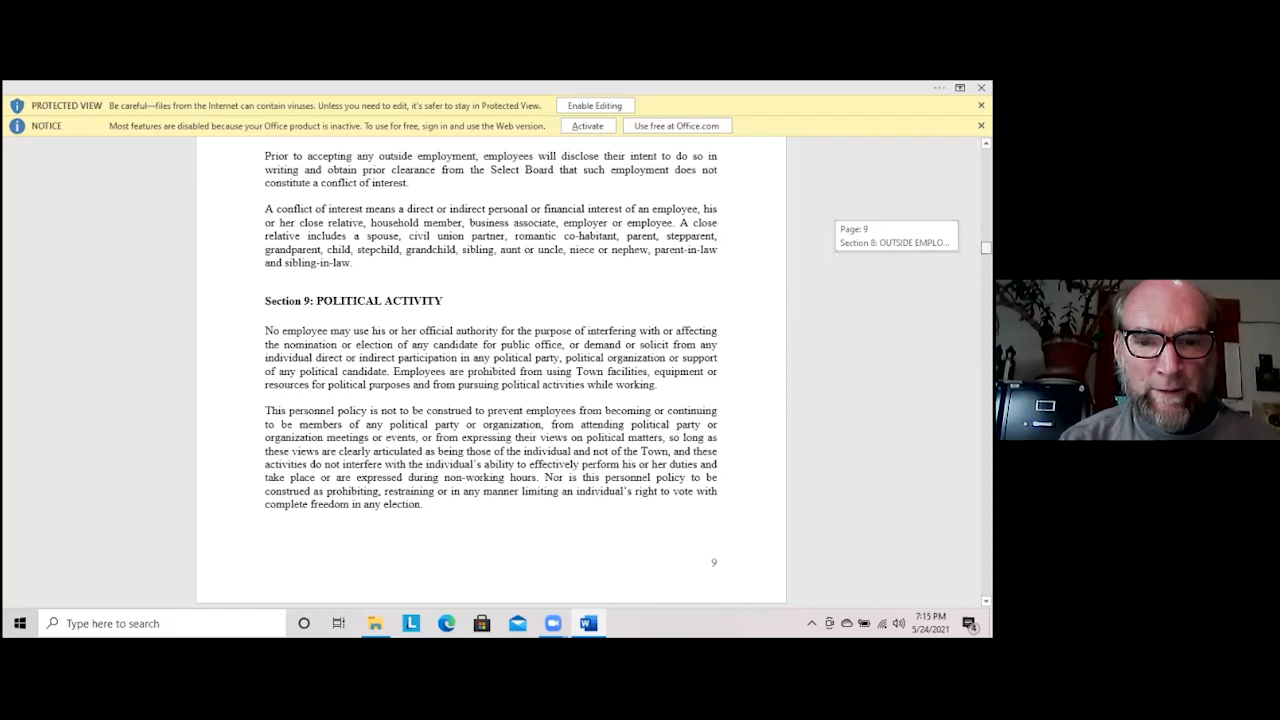 PROTECTED VIEW Be careful—files from the Internet can contain viruses. Unless you need to edit, it's safer to stay in Protected View. Enable Editing
NOTICE Most features are disabled because your Office product is inactive. To use for free, sign in and use the Web version. Activate Use free at Office.com
Prior to accepting any outside employment, employees will disclose their intent to do so in
writing and obtain prior clearance from the Select Board that such employment does not
constitute a conflict of interest.
A conflict of interest means a direct or indirect personal or financial interest of an employee, his
or her close relative, household member, business associate, employer or employee. A close
relative includes a spouse, civil union partner, romantic co-habitant, parent, stepparent,
grandparent, child, stepchild, grandchild, sibling, aunt or uncle, niece or nephew, parent-in-law
and sibling-in-law.
Page: 9
Section 8: OUTSIDE EMPLO...
Section 9: POLITICAL ACTIVITY
No employee may use his or her official authority for the purpose of interfering with or affecting
the nomination or election of any candidate for public office, or demand or solicit from any
individual direct or indirect participation in any political party, political organization or support
of any political candidate. Employees are prohibited from using Town facilities, equipment or
resources for political purposes and from pursuing political activities while working.
This personnel policy is not to be construed to prevent employees from becoming or continuing
to be members of any political party or organization, from attending political party or
organization meetings or events, or from expressing their views on political matters, so long as
these views are clearly articulated as being those of the individual and not of the Town, and these
activities do not interfere with the individual's ability to effectively perform his or her duties and
take place or are expressed during non-working hours. Nor is this personnel policy to be
construed as prohibiting, restraining or in any manner limiting an individual's right to vote with
complete freedom in any election.
9
Type here to search
7:15 PM
5/24/2021
4